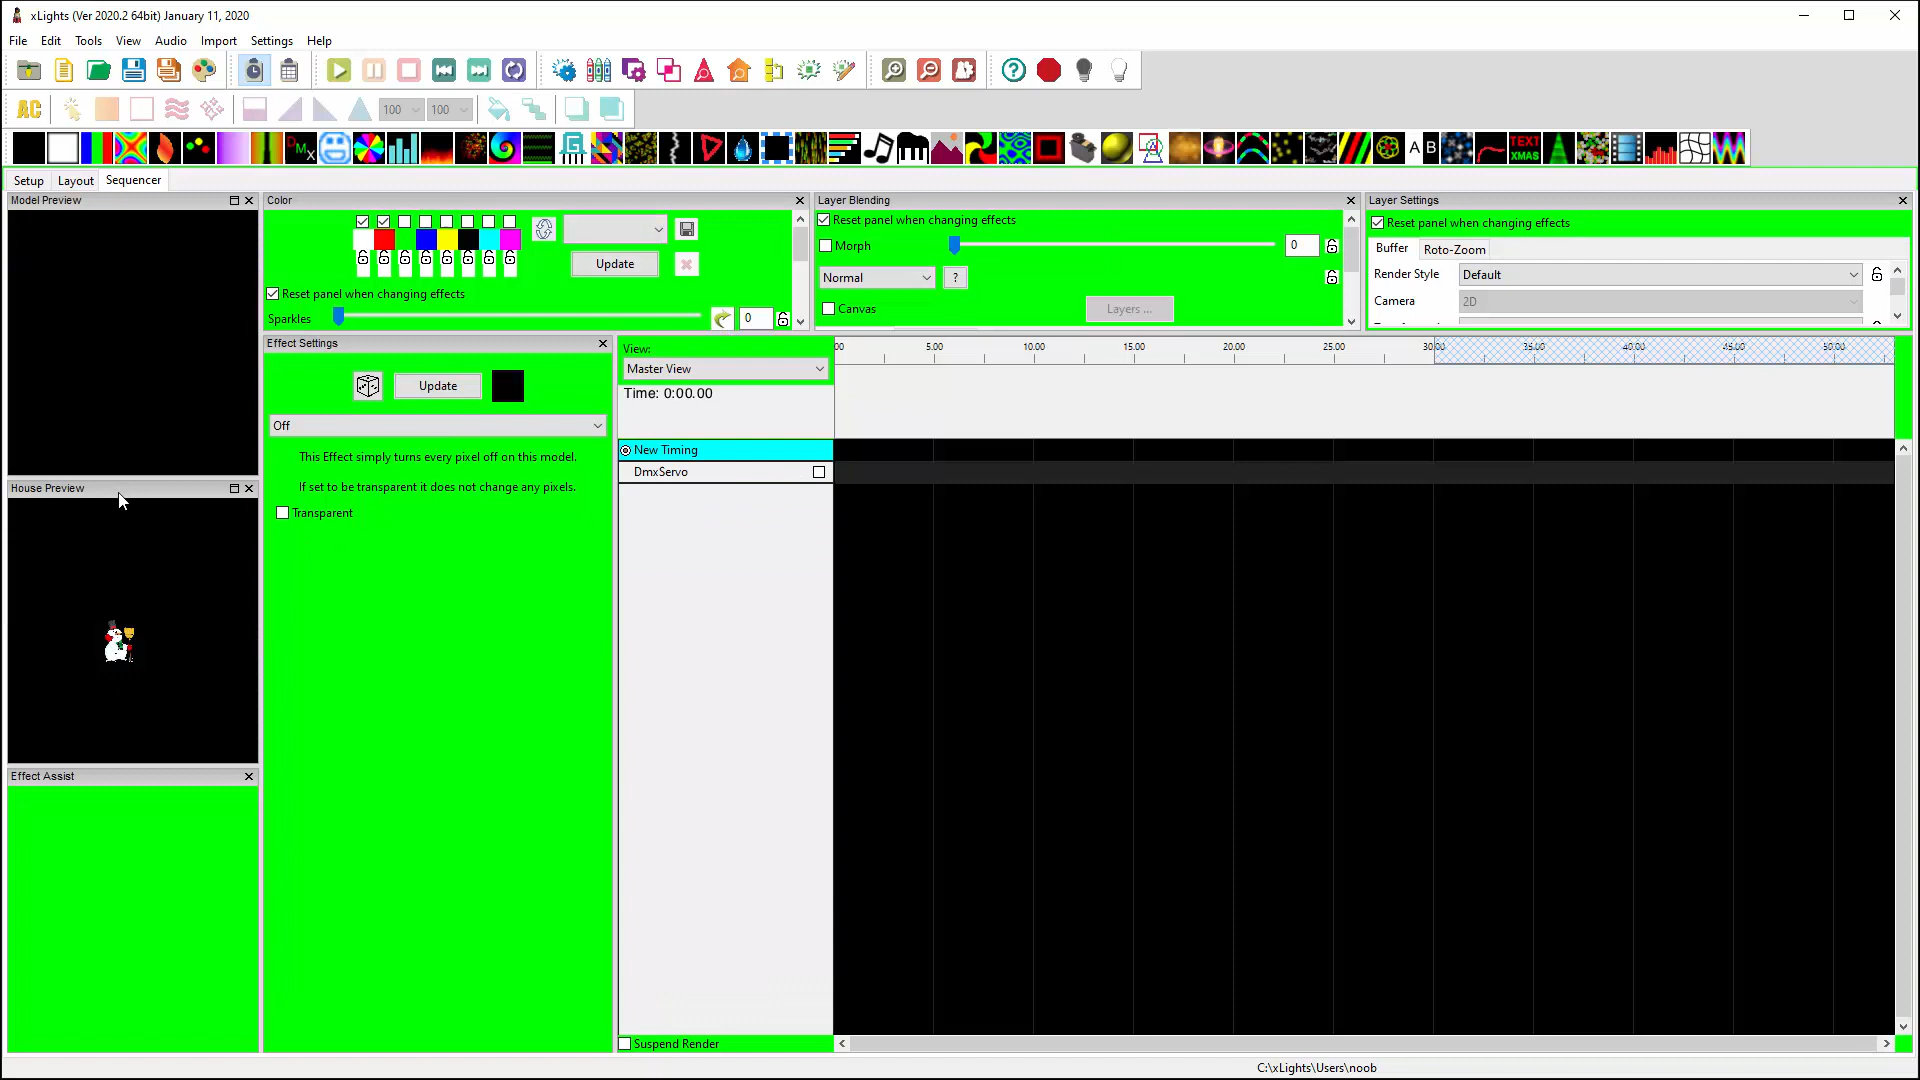 xLights (Ver 2020.2 64bit) January 11, 2020
File Edit Tools View Audio Import Settings Help
AC 100 100
DMX A B TEXT XMAS
Setup Layout Sequencer
Model Preview
Color
Layer Blending
Layer Settings
Reset panel when changing effects
Reset panel when changing effects
Morph 0
Buffer Roto-Zoom
Update
Normal ?
Render Style Default
Reset panel when changing effects
Canvas Layers ...
Camera 2D
Sparkles 0
Effect Settings
View:
5.00 10.00 15.00 20.00 25.00 30.00 35.00 40.00 45.00 50.00
Master View
Update
Time: 0:00.00
Off
New Timing
This Effect simply turns every pixel off on this model.
DmxServo
House Preview
If set to be transparent it does not change any pixels.
Transparent
Effect Assist
Suspend Render
C:\xLights\Users\noob